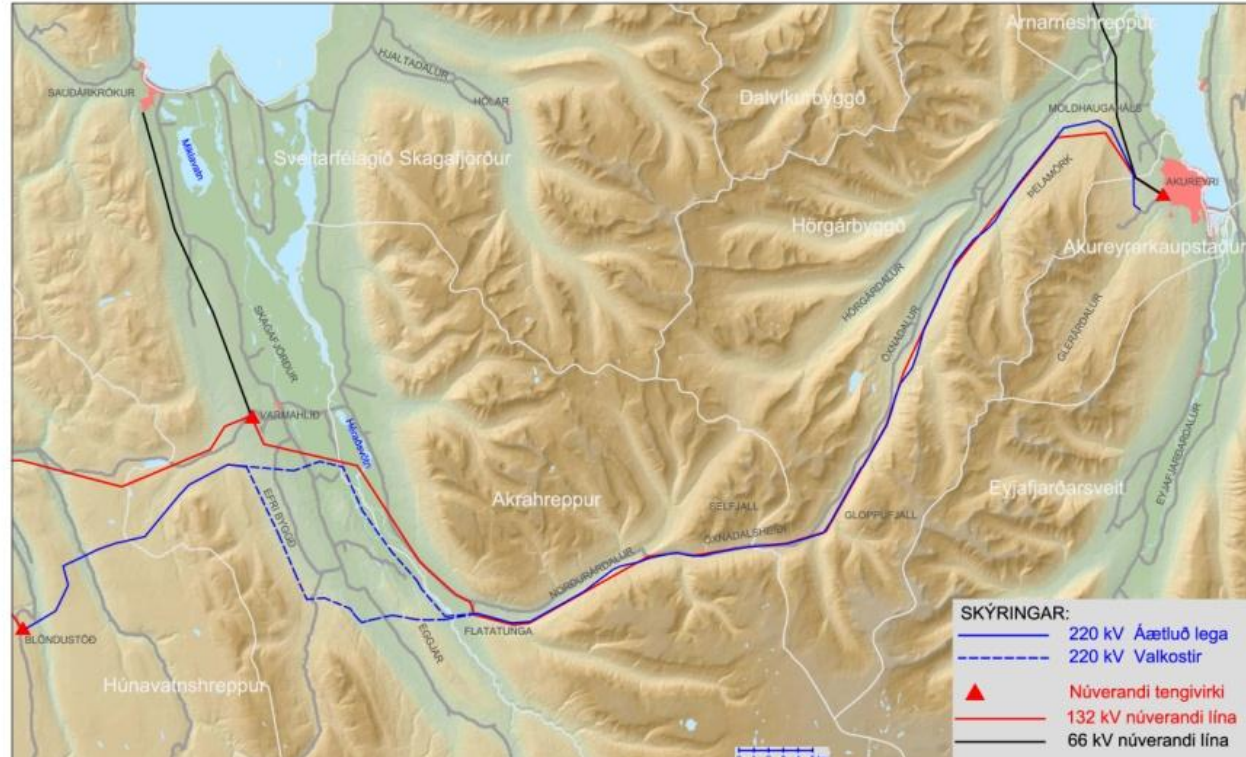 Arnarneshreppur
HJALTADALUR
SAUÐÁRKRÓKUR
HÓLAR
Dalvíkurbyggð
MOLDHAUGAHÁLS
Miklavatn
Sveitarfélagið Skagafjörður
ÞELAMÖRK
AKUREYRI
Hörgárbyggð
Akureyrarkaupstaður
HÖRGÁRDALUR
GLERÁRDALUR
ÖXNADALUR
SKAGAFJÖRÐUR
VARMAHLÍÐ
Héraðsvötn
EYJAFJARÐARDALUR
Akrahreppur
SELFJALL
Eyjafjarðarsveit
GLOPPUFJALL
EFRI BYGGÐ
ÖXNADALSHEIÐI
NORÐURÁRDALUR
BLÖNDUSTÖÐ
EGGJAR
FLATATUNGA
Húnavatnshreppur
SKÝRINGAR:
220 kV Áætluð lega
220 kV Valkostir
Núverandi tengivirki
132 kV núverandi lína
66 kV núverandi lína